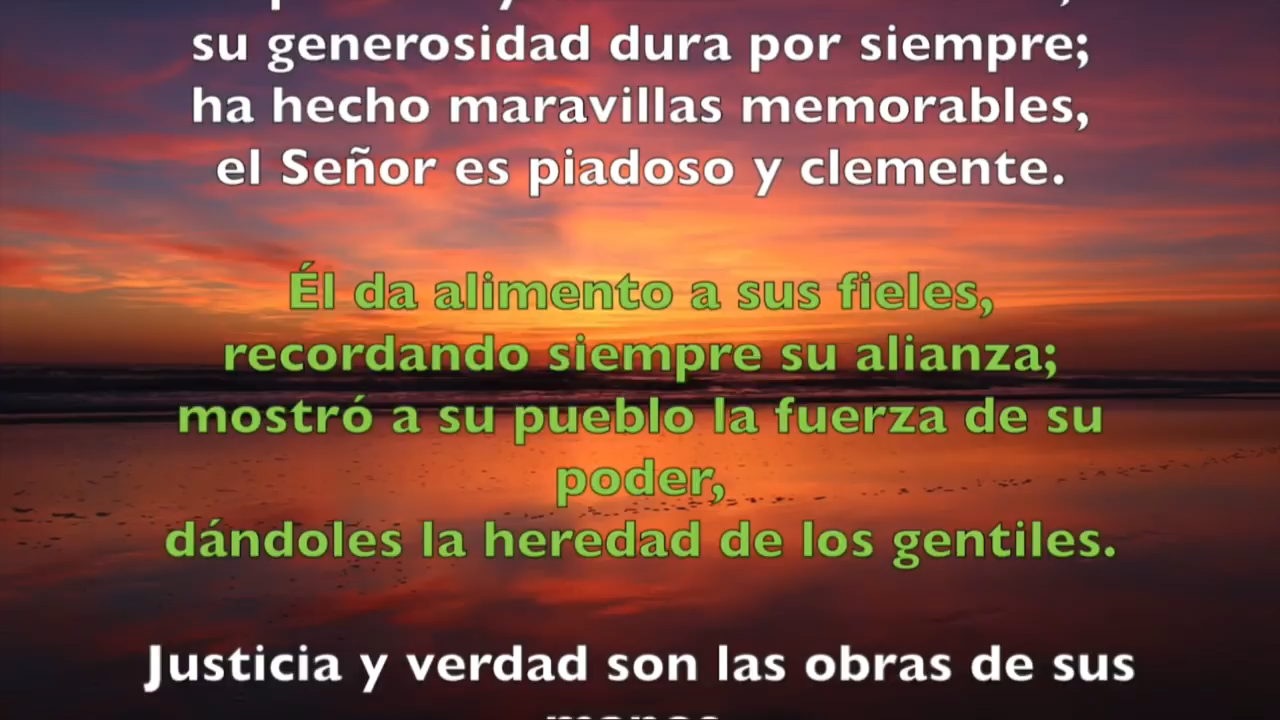 su generosidad dura por siempre;
ha hecho maravillas memorables,
el Señor es piadoso y clemente.
Él da alimento a sus fieles,
recordando siempre su alianza;
mostró a su pueblo la fuerza de su
poder,
dándoles la heredad de los gentiles.
Justicia y verdad son las obras de sus